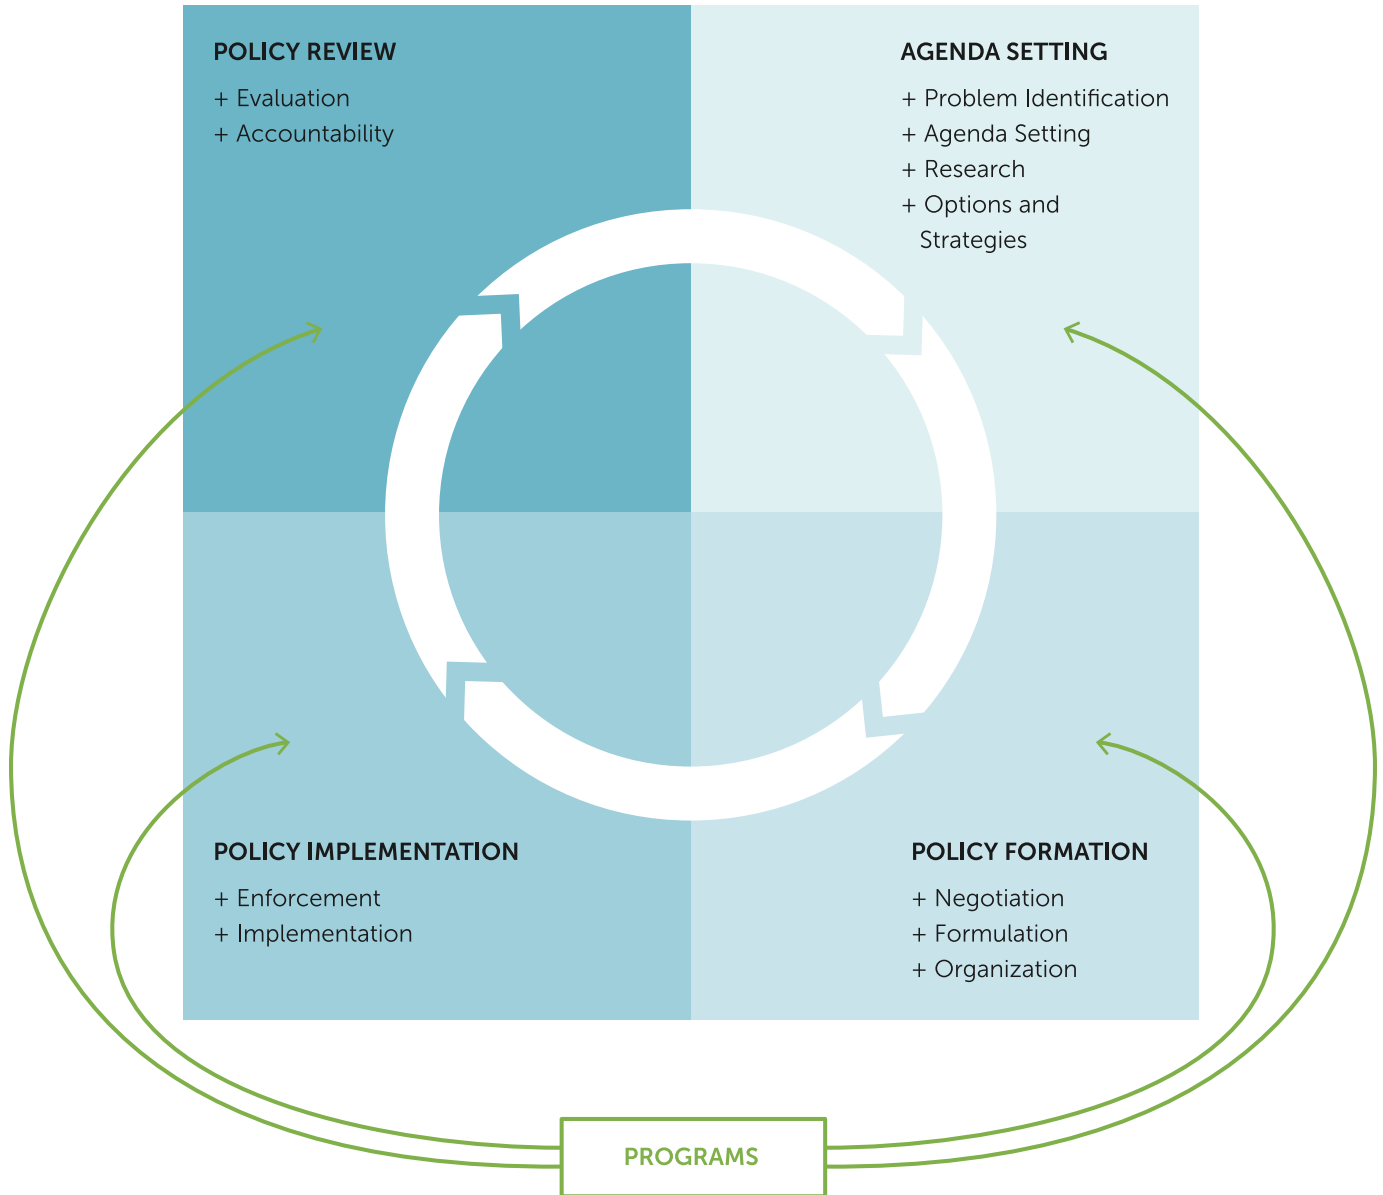 POLICY REVIEW
+ Evaluation
+ Accountability
AGENDA SETTING
+ Problem Identification
+ Agenda Setting
+ Research
+ Options and
Strategies
POLICY IMPLEMENTATION
+ Enforcement
+ Implementation
POLICY FORMATION
+ Negotiation
+ Formulation
+ Organization
PROGRAMS